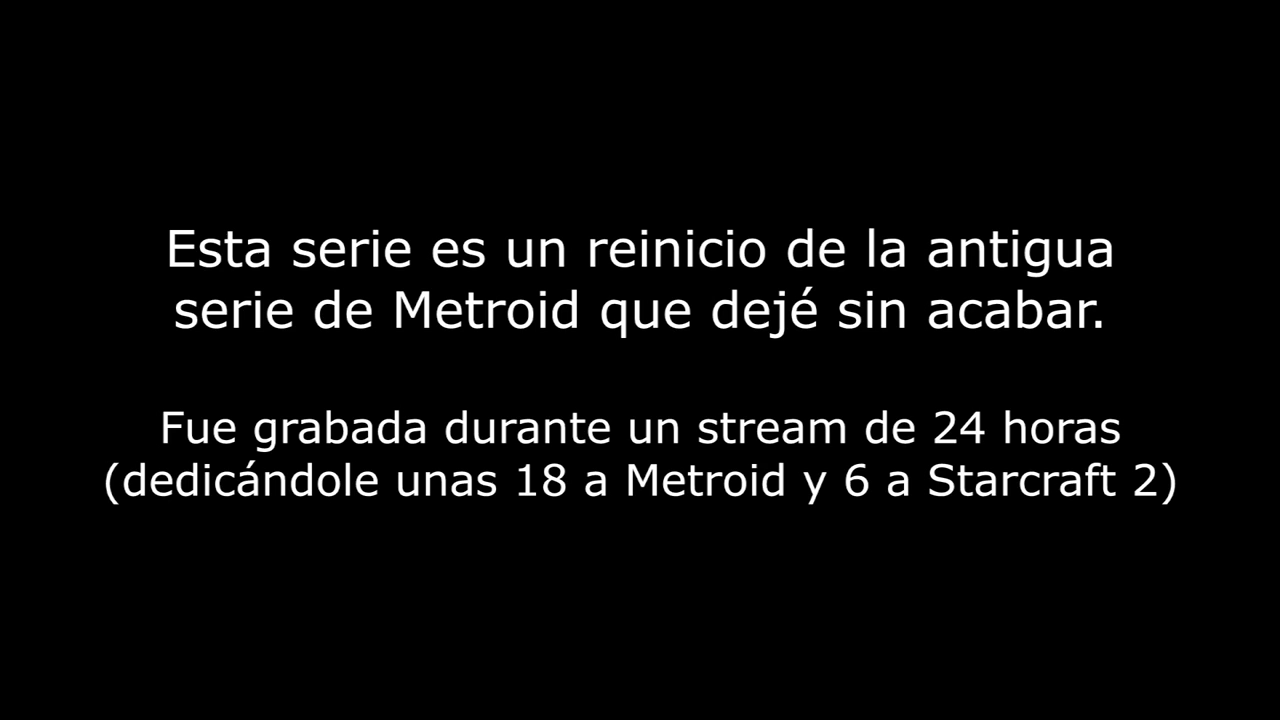 Esta serie es un reinicio de la antigua
serie de Metroid que dejé sin acabar.
Fue grabada durante un stream de 24 horas
(dedicándole unas 18 a Metroid y 6 a Starcraft 2)